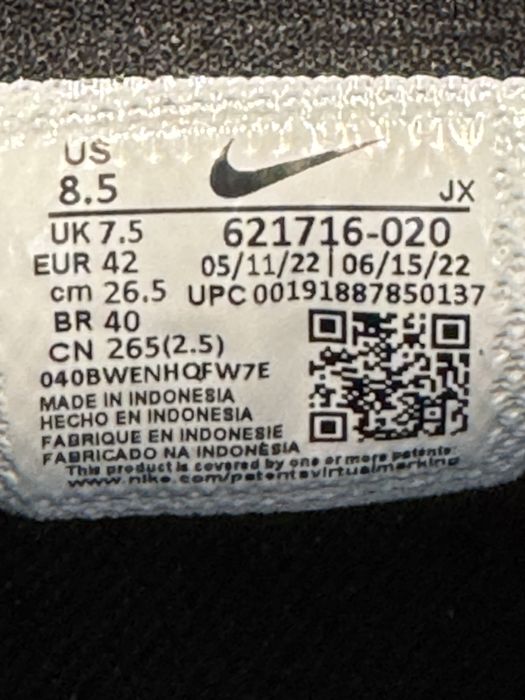 US
8.5
JX
UK 7.5
621716-020
EUR 42
05/11/22 | 06/15/22
cm 26.5
UPC 00191887850137
BR 40
CN 265(2.5)
040BWENHQFW7E
MADE IN INDONESIA
HECHO EN INDONESIA
FABRIQUE EN INDONESIE
FABRICADO NA INDONÉSIA
This product is covered by one or more patents.
www.nike.com/patentsvirtualmarking